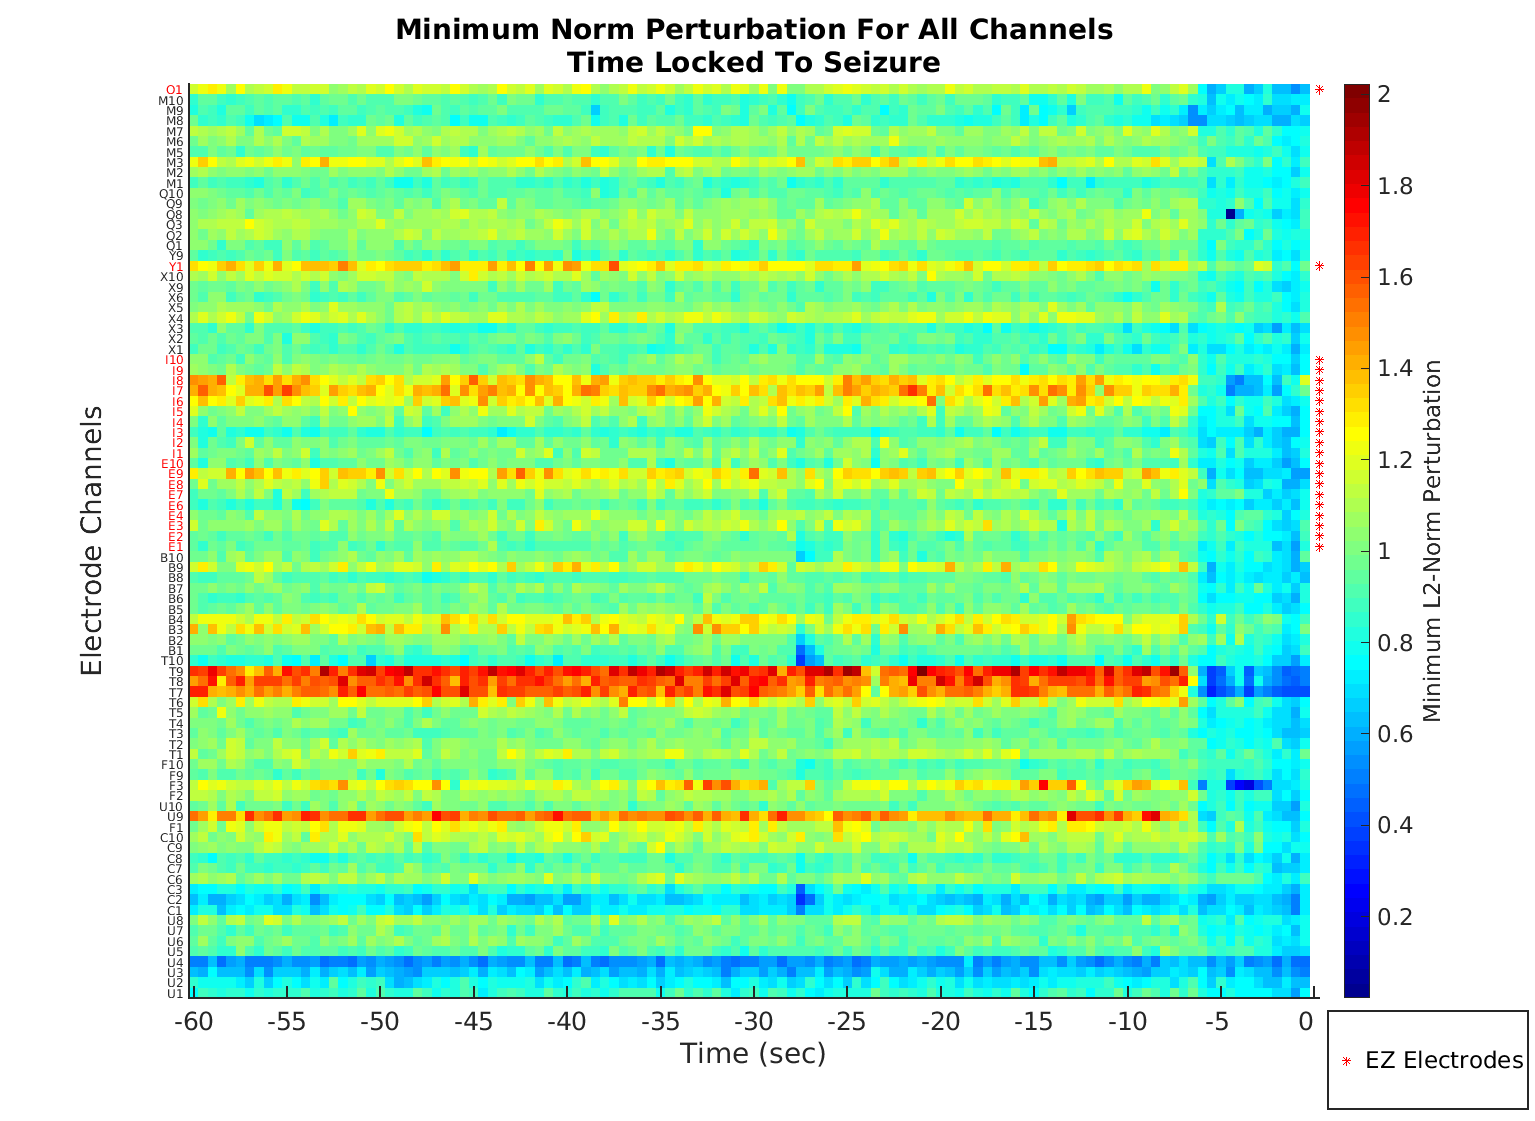 Minimum Norm Perturbation For All Channels
Time Locked To Seizure
Electrode Channels
O1
M10
M9
M8
M7
M6
M5
M3
M2
M1
Q10
Q9
Q8
Q3
Q2
Q1
Y9
Y1
X10
X9
X6
X5
X4
X3
X2
X1
I10
I9
I8
I7
I6
I5
I4
I3
I2
I1
E10
E9
E8
E7
E6
E4
E3
E2
E1
B10
B9
B8
B7
B6
B5
B4
B3
B2
B1
T10
T9
T8
T7
T6
T5
T4
T3
T2
T1
F10
F9
F3
F2
U10
U9
F1
C10
C9
C8
C7
C6
C3
C2
C1
U8
U7
U6
U5
U4
U3
U2
U1
-60 -55 -50 -45 -40 -35 -30 -25 -20 -15 -10 -5 0
Time (sec)
2
1.8
1.6
1.4
1.2
1
0.8
0.6
0.4
0.2
Minimum L2-Norm Perturbation
EZ Electrodes